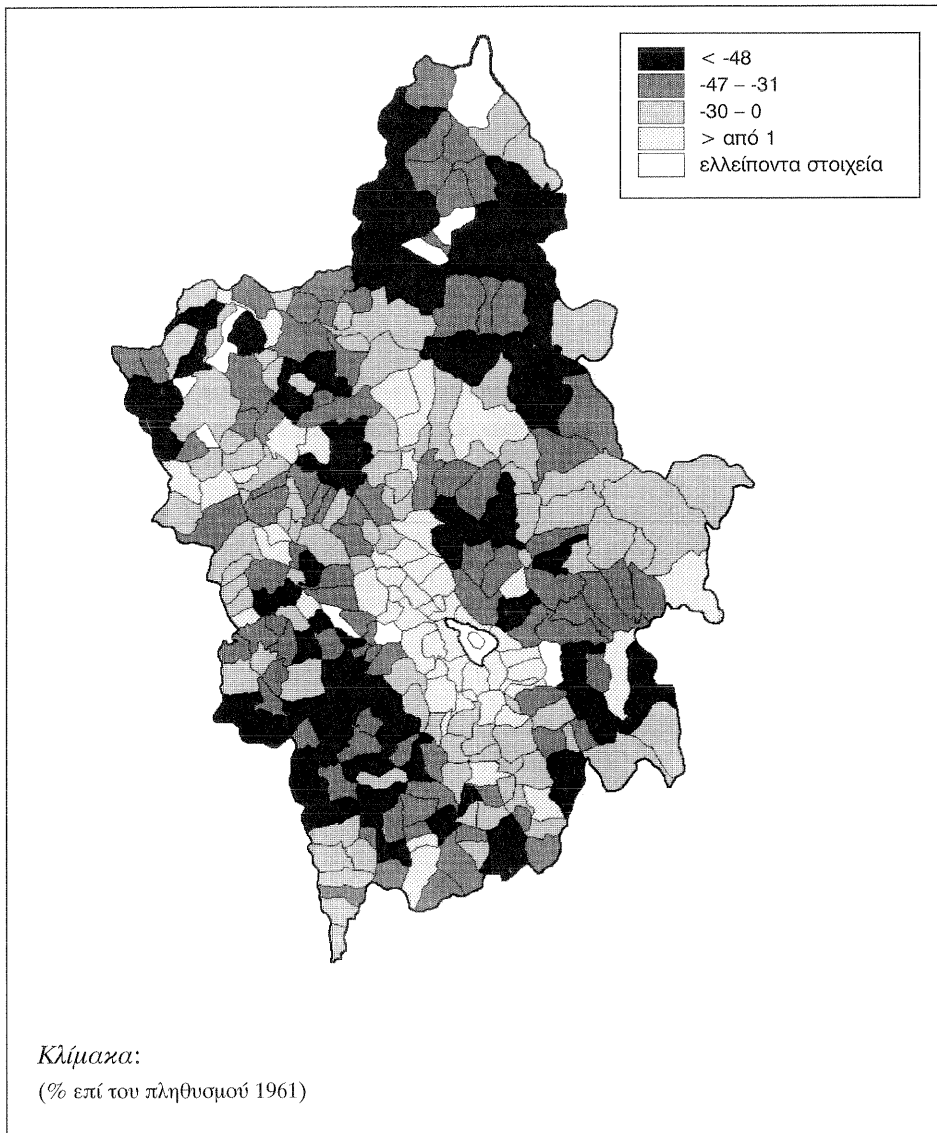 < -48
-47 – -31
-30 – 0
> από 1
ελλείποντα στοιχεία
Κλίμακα:
(% επί του πληθυσμού 1961)